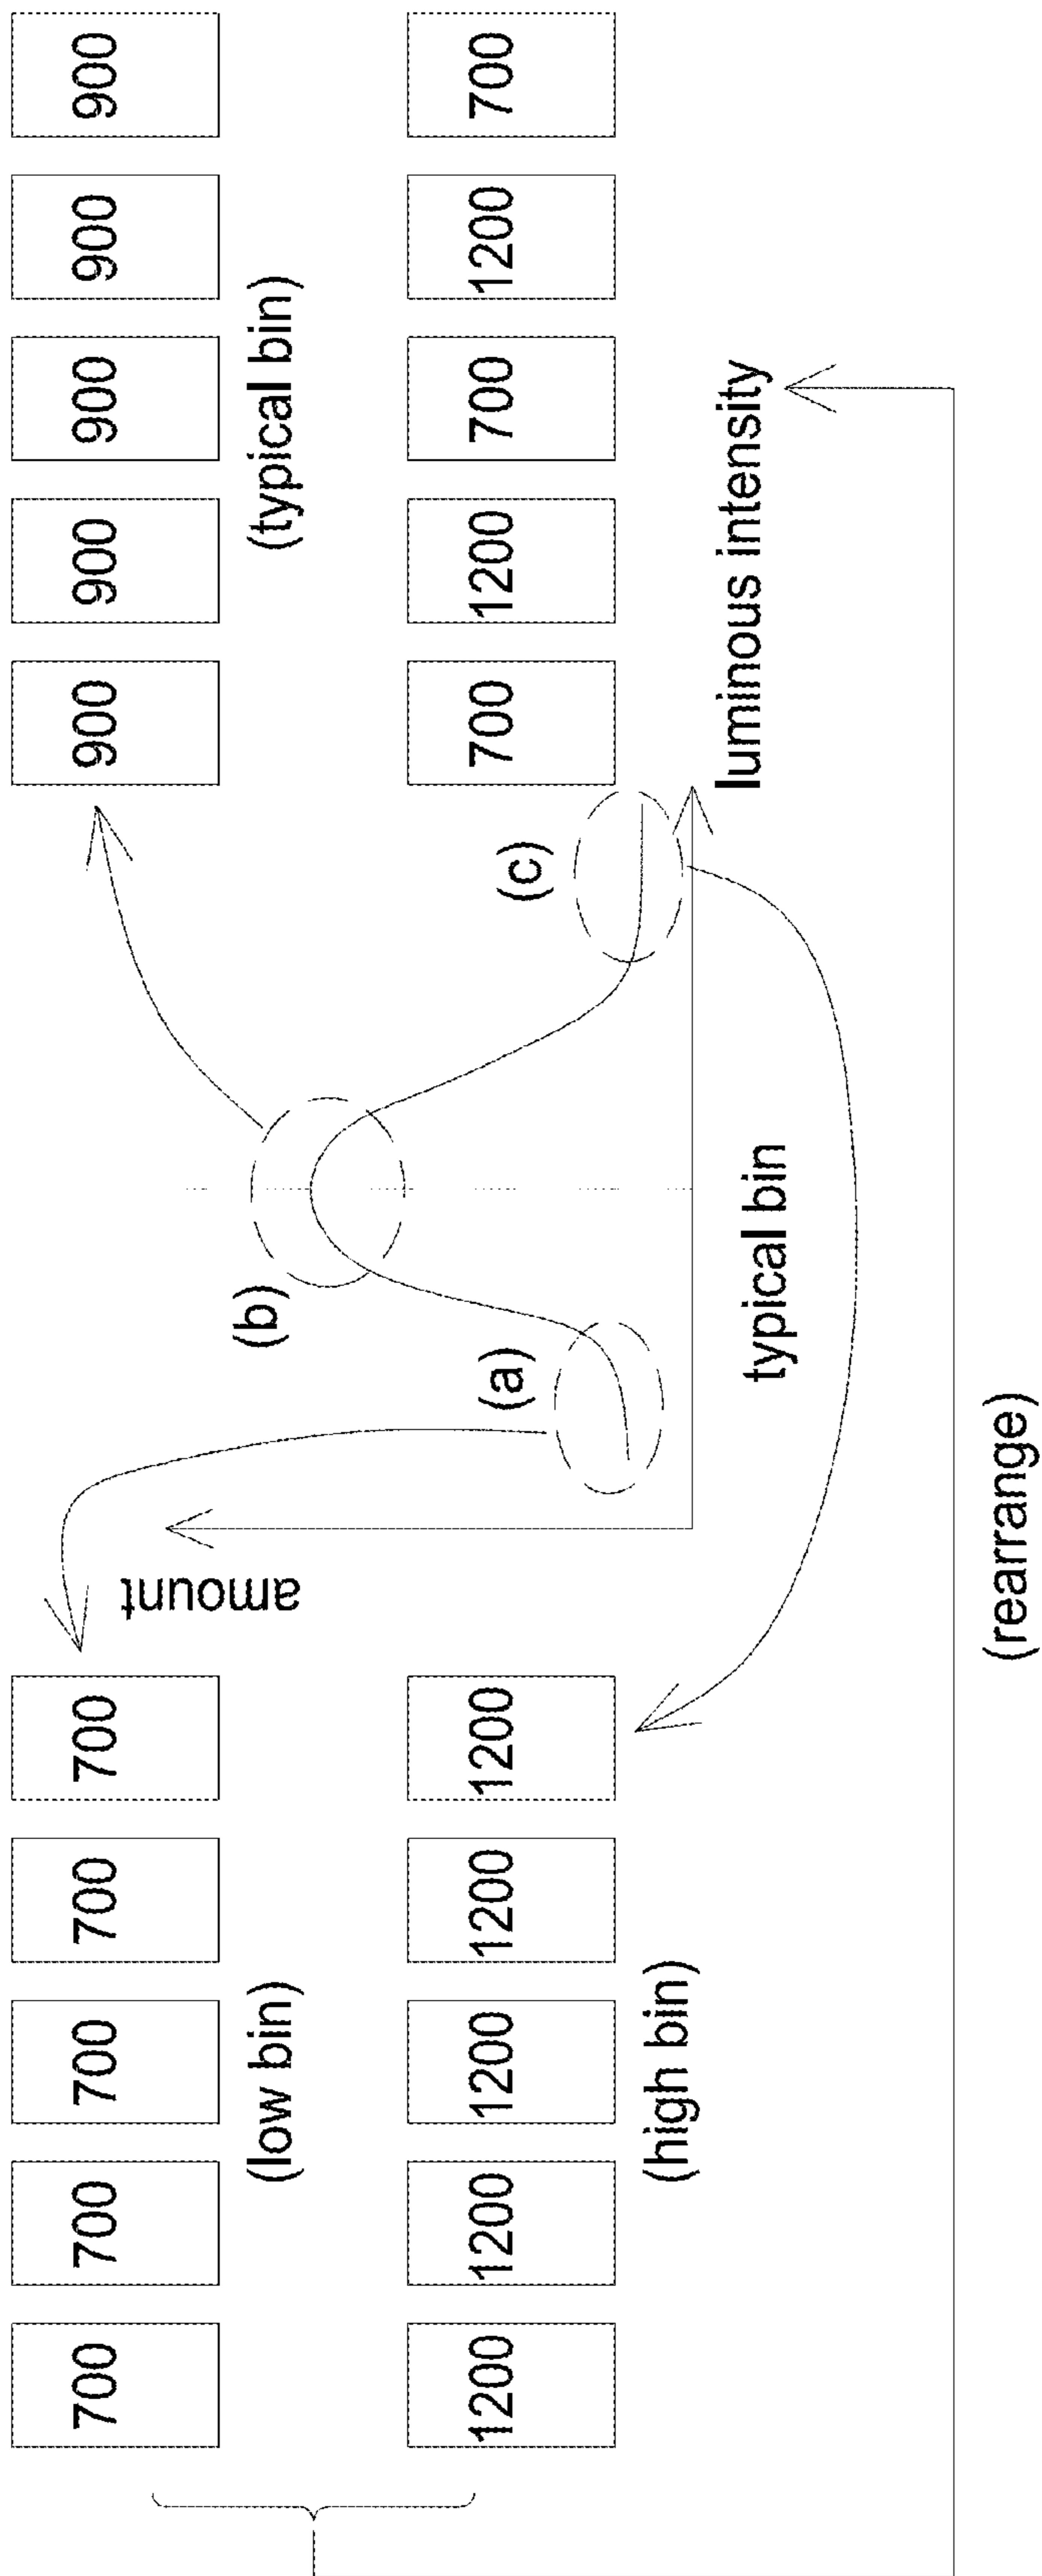 700 700 700 700 700
(low bin)
1200 1200 1200 1200 1200
(high bin)
amount
(a)
(b)
(c)
typical bin
luminous intensity
900 900 900 900 900
(typical bin)
700 1200 700 1200 700
(rearrange)